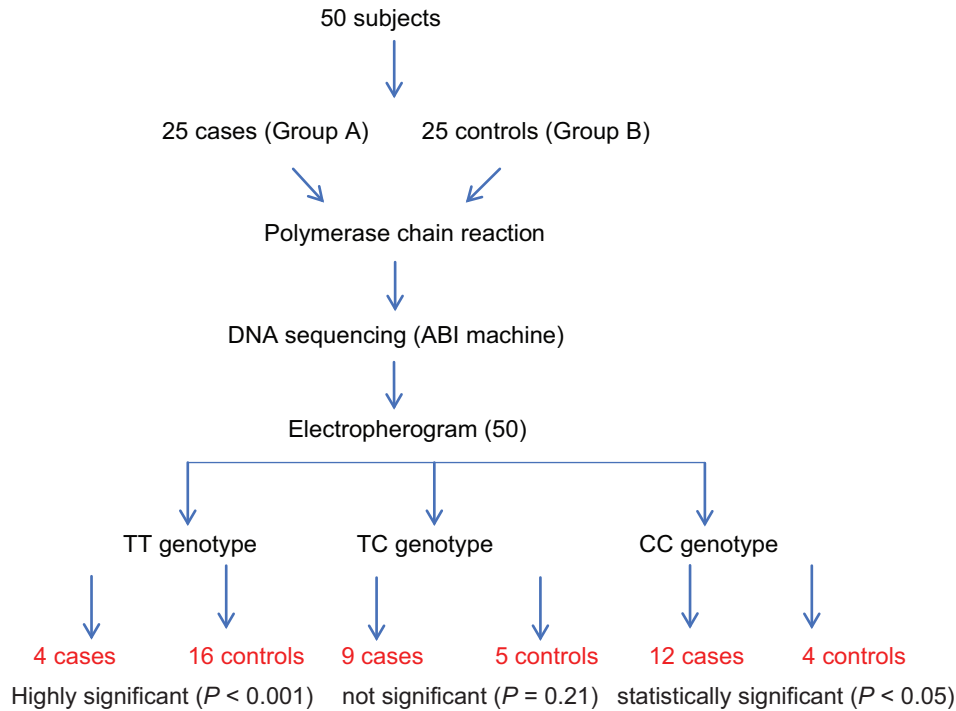 50 subjects
25 cases (Group A) 25 controls (Group B)
Polymerase chain reaction
DNA sequencing (ABI machine)
Electropherogram (50)
TT genotype TC genotype CC genotype
4 cases 16 controls 9 cases 5 controls 12 cases 4 controls
Highly significant (P < 0.001) not significant (P = 0.21) statistically significant (P < 0.05)